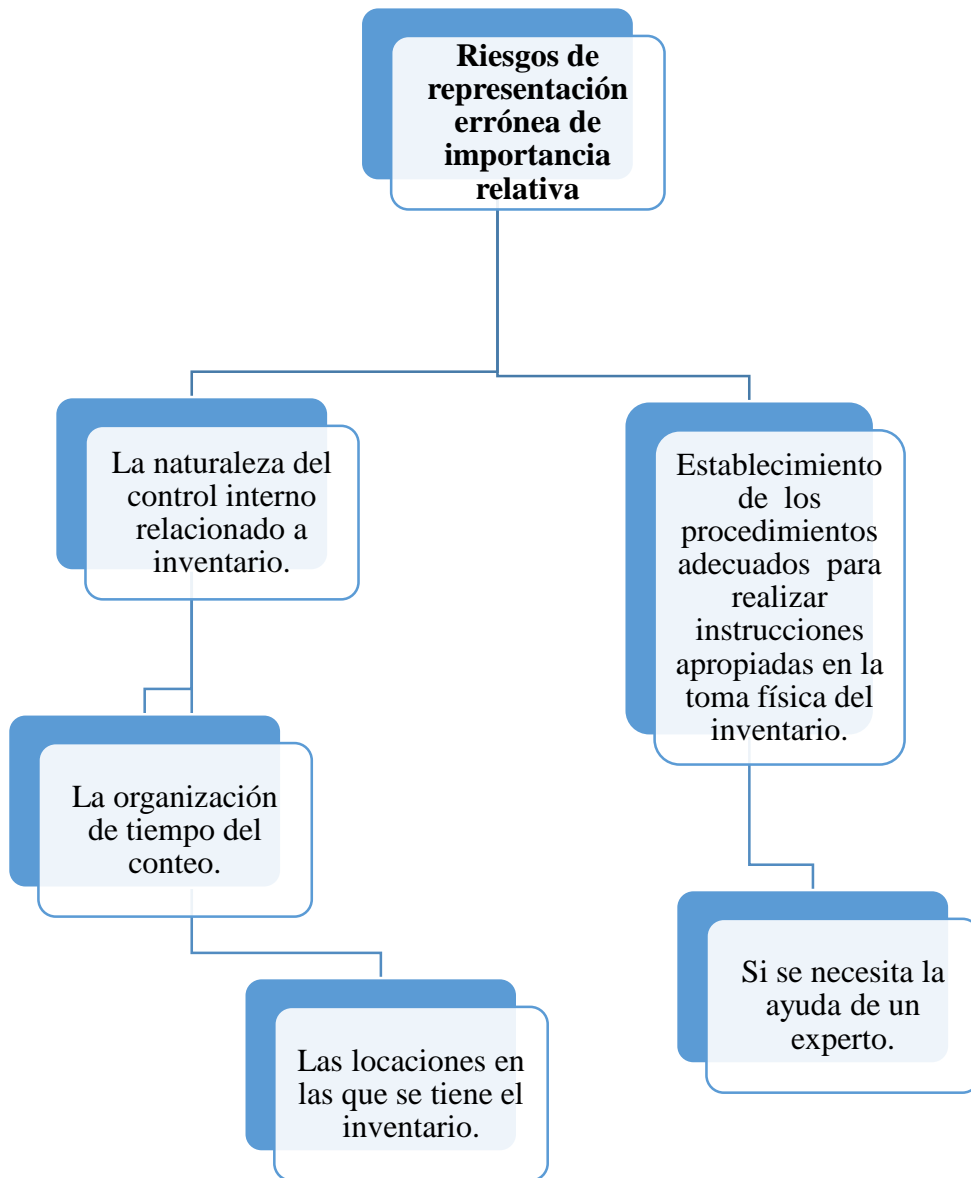 Riesgos de
representación
errónea de
importancia
relativa
La naturaleza del
control interno
relacionado a
inventario.
Establecimiento
de los
procedimientos
adecuados para
realizar
instrucciones
apropiadas en la
toma física del
inventario.
La organización
de tiempo del
conteo.
Si se necesita la
ayuda de un
experto.
Las locaciones en
las que se tiene el
inventario.